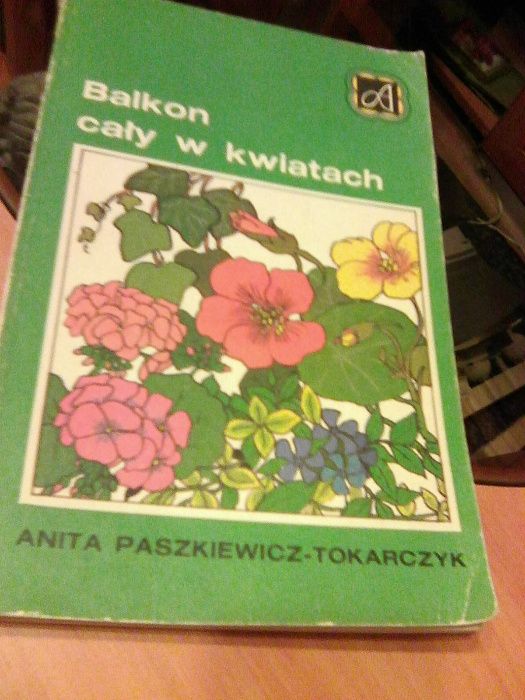 Balkon
cały w kwiatach
A
ANITA PASZKIEWICZ-TOKARCZYK